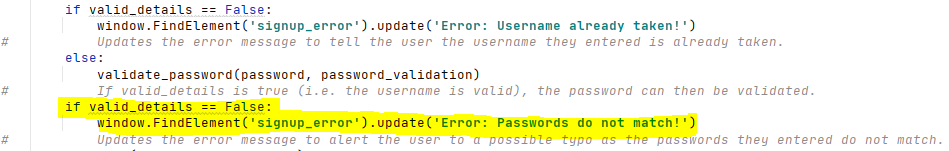 if valid_details == False:
window.FindElement('signup_error').update('Error: Username already taken!')
# Updates the error message to tell the user the username they entered is already taken.
else:
validate_password(password, password_validation)
# If valid_details is true (i.e. the username is valid), the password can then be validated.
if valid_details == False:
window.FindElement('signup_error').update('Error: Passwords do not match!')
# Updates the error message to alert the user to a possible typo as the passwords they entered do not match.